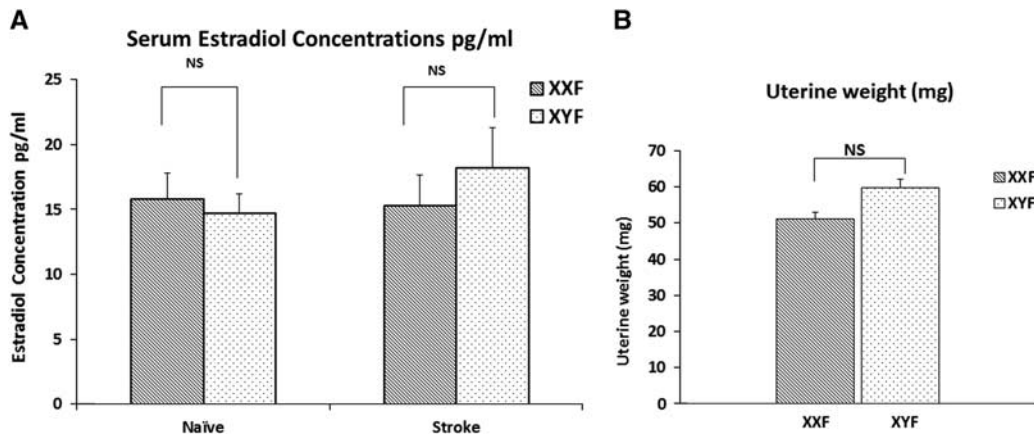 A
Serum Estradiol Concentrations pg/ml
Estradiol Concentration pg/ml
25
20
15
10
5
0
NS
NS
XXF
XYF
Naïve
Stroke
B
Uterine weight (mg)
Uterine weight (mg)
70
60
50
40
30
20
10
0
NS
XXF
XYF
XXF
XYF